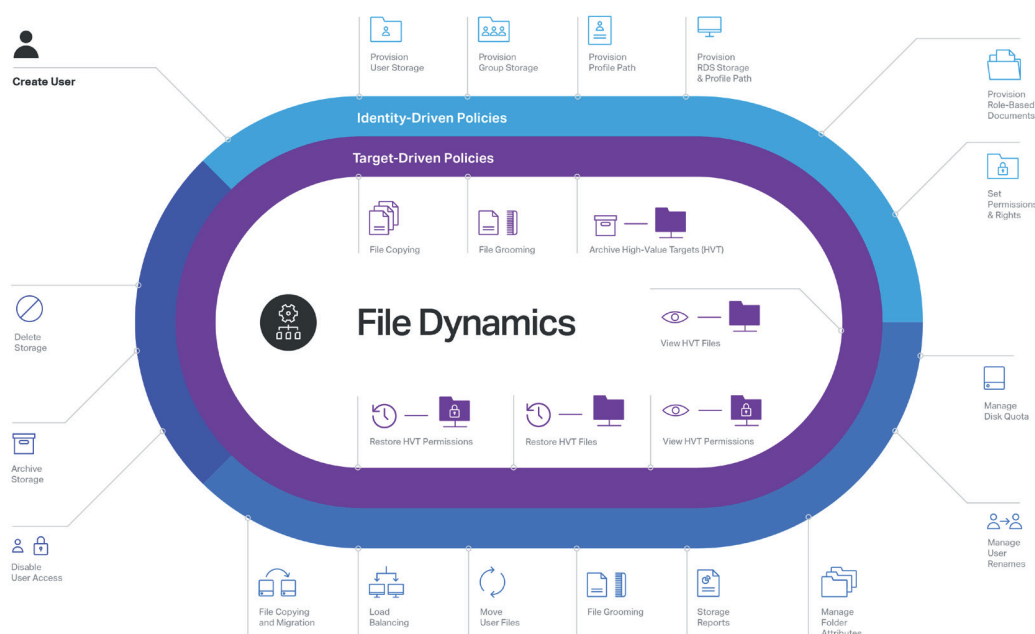 Create User
Provision
User Storage
Provision
Group Storage
Provision
Profile Path
Provision
RDS Storage
& Profile Path
Provision
Role-Based
Documents
Set
Permissions
& Rights
Identity-Driven Policies
Target-Driven Policies
File Copying
File Grooming
Archive High-Value Targets (HVT)
File Dynamics
View HVT Files
Restore HVT Permissions
Restore HVT Files
View HVT Permissions
Delete
Storage
Archive
Storage
Disable
User Access
Manage
Disk Quota
Manage
User
Renames
File Copying
and Migration
Load
Balancing
Move
User Files
File Grooming
Storage
Reports
Manage
Folder
Attributes